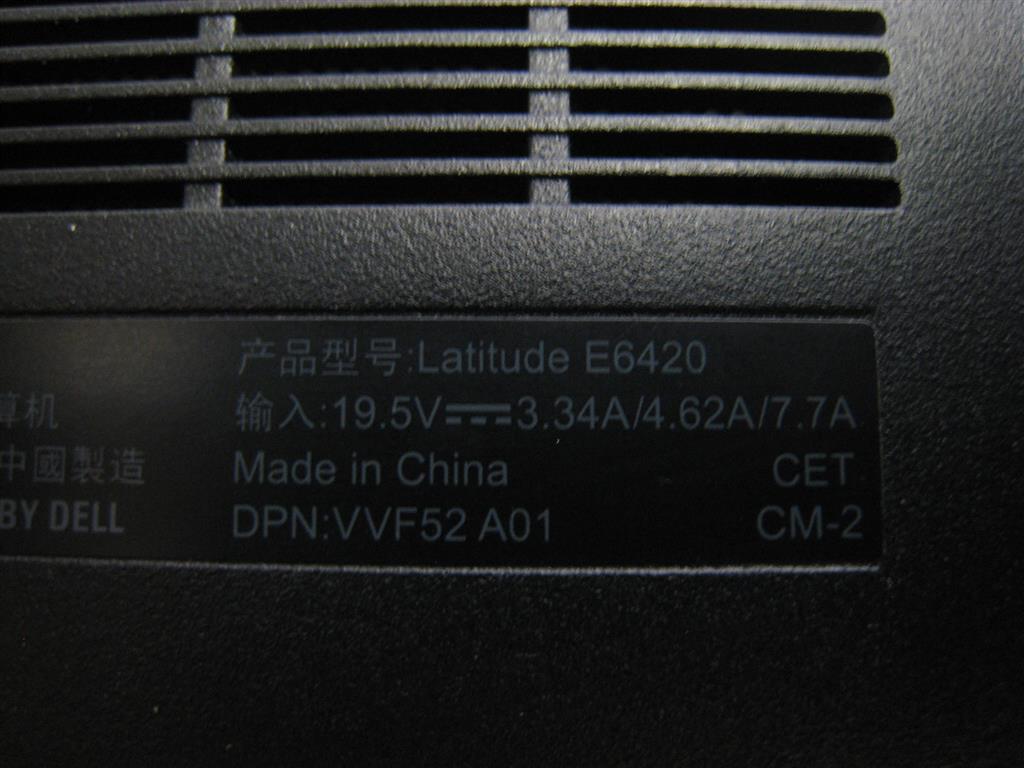 产品型号:Latitude E6420
算机 输入:19.5V⎓3.34A/4.62A/7.7A
中國製造 Made in China CET
BY DELL DPN:VVF52 A01 CM-2